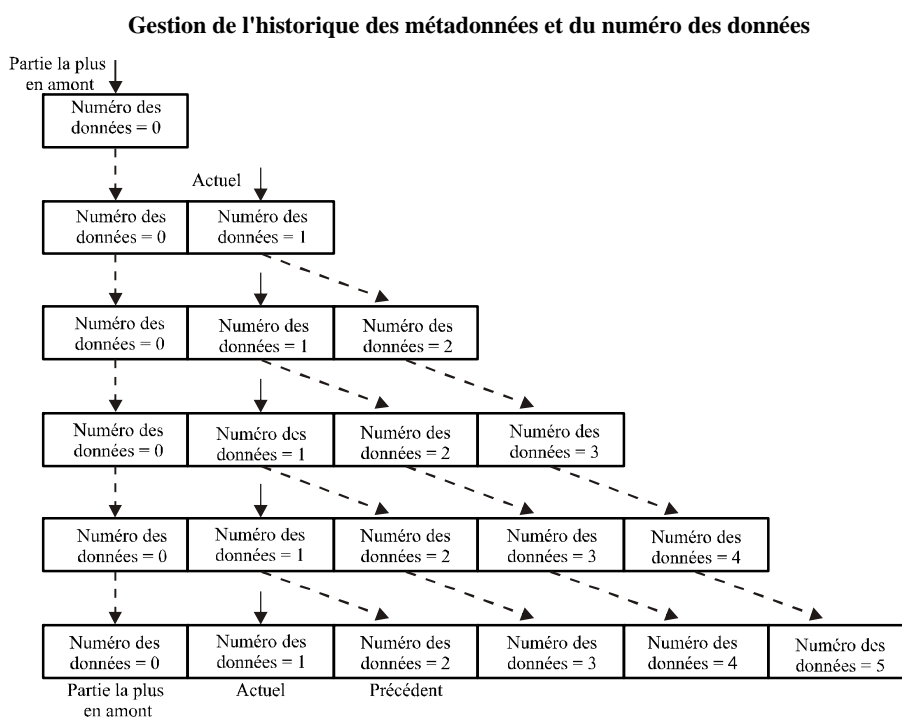 Gestion de l'historique des métadonnées et du numéro des données
Partie la plus
en amont
Numéro des
données = 0
Actuel
Numéro des
données = 0
Numéro des
données = 1
Numéro des
données = 0
Numéro des
données = 1
Numéro des
données = 2
Numéro des
données = 0
Numéro des
données = 1
Numéro des
données = 2
Numéro des
données = 3
Numéro des
données = 0
Numéro des
données = 1
Numéro des
données = 2
Numéro des
données = 3
Numéro des
données = 4
Numéro des
données = 0
Numéro des
données = 1
Numéro des
données = 2
Numéro des
données = 3
Numéro des
données = 4
Numéro des
données = 5
Partie la plus
en amont
Actuel
Précédent